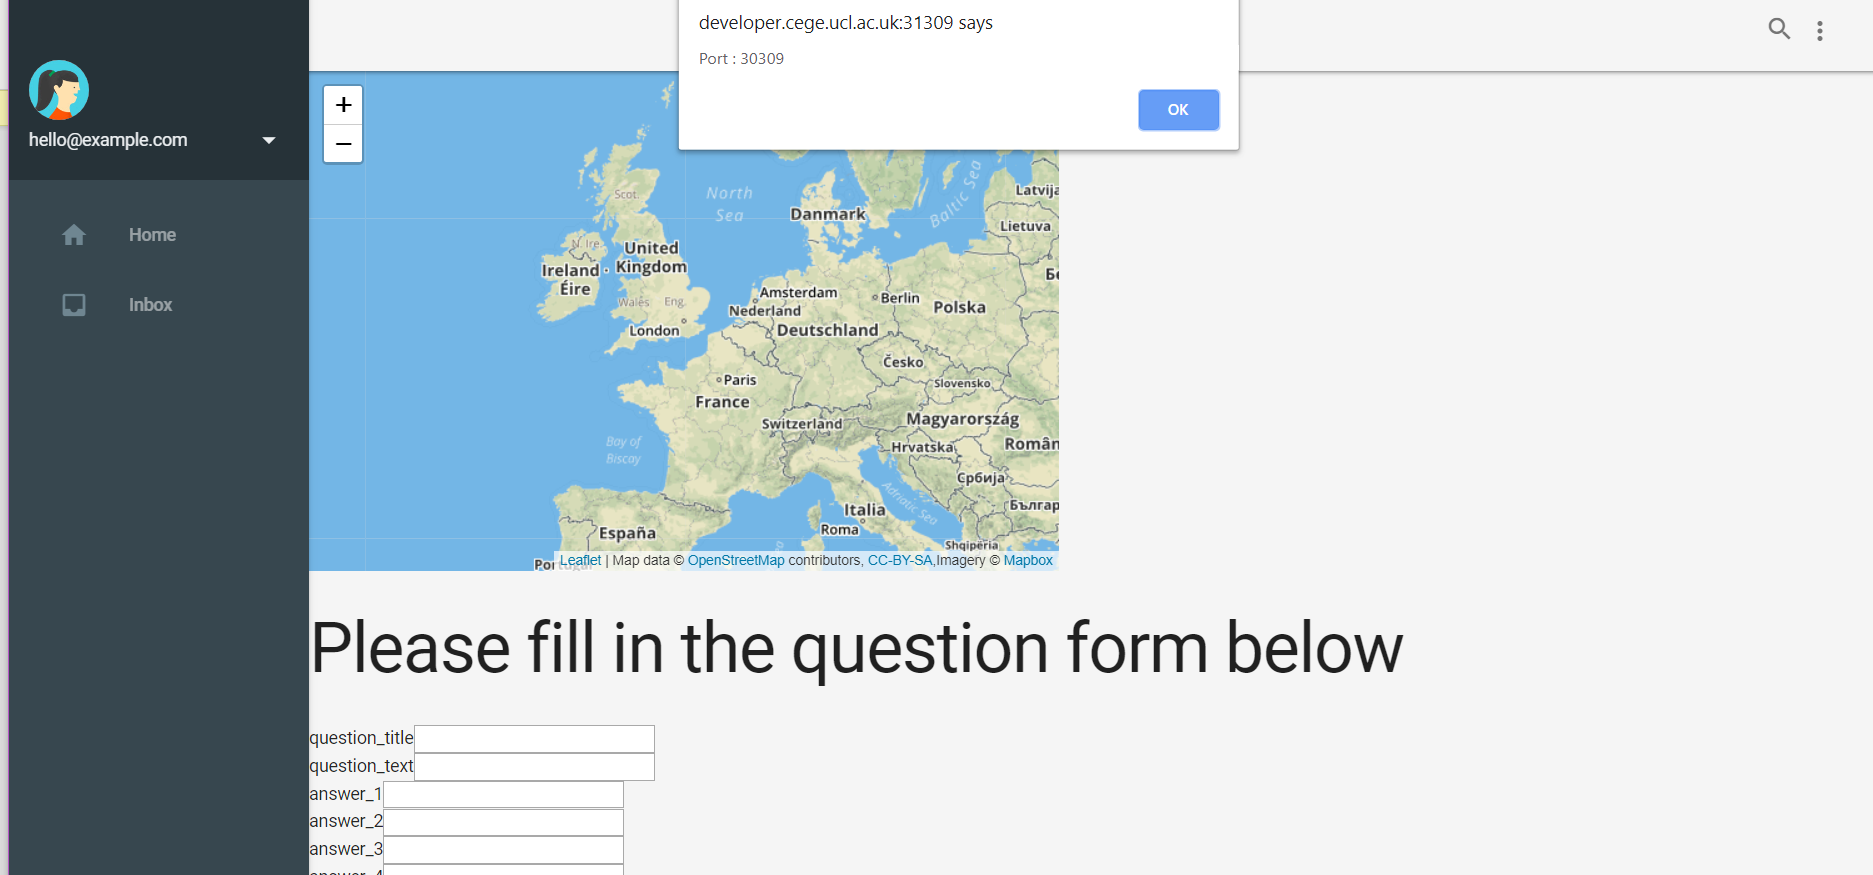 developer.cege.ucl.ac.uk:31309 says
Port : 30309
OK
hello@example.com
Home
Inbox
+
−
Scot.
North
Sea
Danmark
Baltic Sea
Latvija
Lietuva
N. Ire.
United
Kingdom
Ireland
Éire
Wales
Eng.
London
Amsterdam
Nederland
Berlin
Polska
Deutschland
Česko
Slovensko
Paris
France
Switzerland
Magyarország
Hrvatska
Român
Србија
Българ
Bay of
Biscay
Adriatic Sea
Italia
Roma
España
Shqipëria
Portugal
Leaflet | Map data © OpenStreetMap contributors, CC-BY-SA,Imagery © Mapbox
Please fill in the question form below
question_title
question_text
answer_1
answer_2
answer_3
answer_4